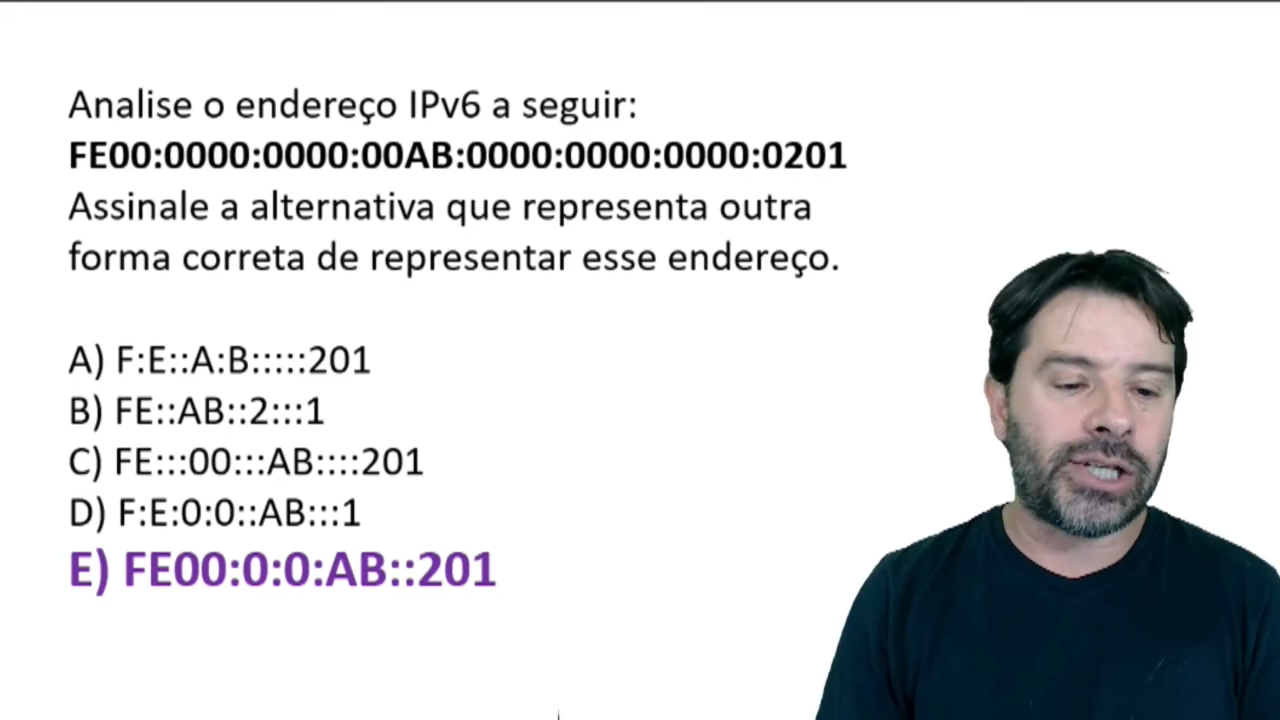 Analise o endereço IPv6 a seguir:
FE00:0000:0000:00AB:0000:0000:0000:0201
Assinale a alternativa que representa outra
forma correta de representar esse endereço.
A) F:E::A:B:::::201
B) FE::AB::2:::1
C) FE:::00:::AB::::201
D) F:E:0:0::AB:::1
E) FE00:0:0:AB::201